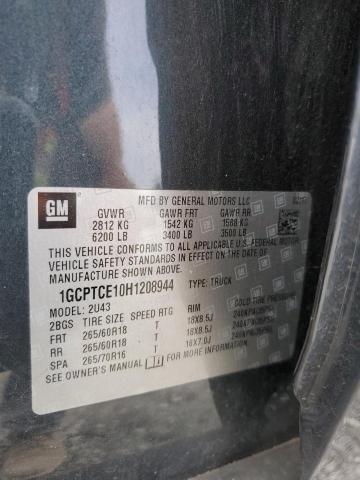 GM
MFD BY GENERAL MOTORS LLC
GVWR GAWR FRT GAWR RR
2812 KG 1542 KG 1588 KG
6200 LB 3400 LB 3500 LB
THIS VEHICLE CONFORMS TO ALL APPLICABLE U.S. FEDERAL MOTOR
VEHICLE SAFETY STANDARDS IN EFFECT ON THE DATE OF
MANUFACTURE SHOWN ABOVE.
1GCPTCE10H1208944 TYPE: TRUCK
MODEL: 2U43
2BGS TIRE SIZE SPEED RTG RIM COLD TIRE PRESSURE
FRT 265/60R18 T 18X8.5J
RR 265/60R18 T 18X8.5J
SPA 265/70R16 T 16X7.0J
SEE OWNER'S MANUAL